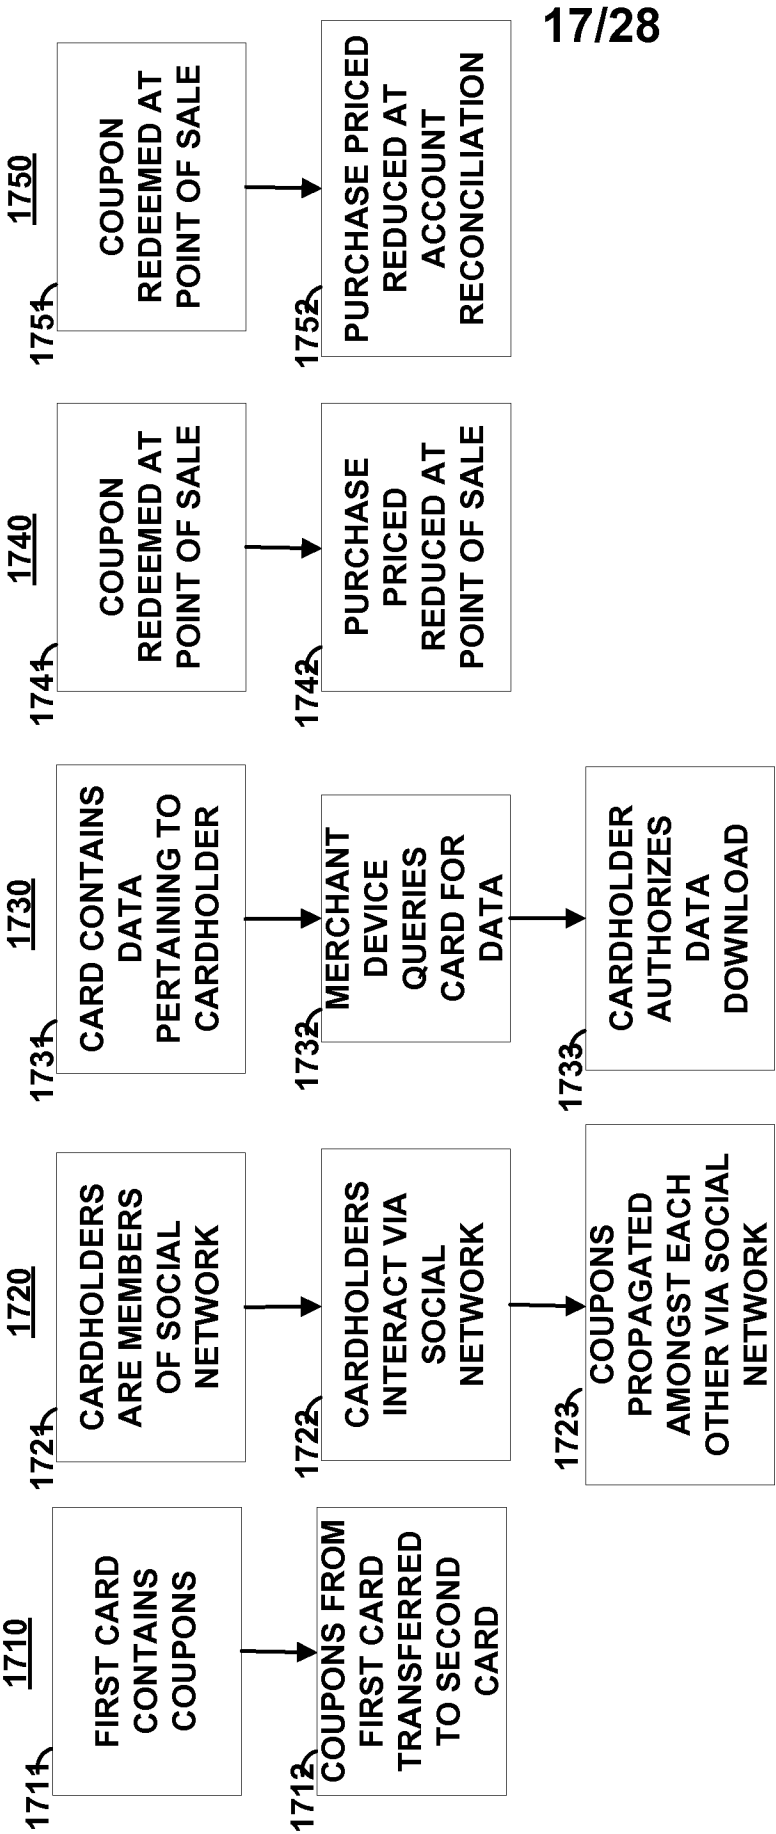 17/28
1710
1711
FIRST CARD
CONTAINS
COUPONS
1712
COUPONS FROM
FIRST CARD
TRANSFERRED
TO SECOND
CARD
1720
1721
CARDHOLDERS
ARE MEMBERS
OF SOCIAL
NETWORK
1722
CARDHOLDERS
INTERACT VIA
SOCIAL
NETWORK
1723
COUPONS
PROPAGATED
AMONGST EACH
OTHER VIA SOCIAL
NETWORK
1730
1731
CARD CONTAINS
DATA
PERTAINING TO
CARDHOLDER
1732
MERCHANT
DEVICE
QUERIES
CARD FOR
DATA
1733
CARDHOLDER
AUTHORIZES
DATA
DOWNLOAD
1740
1741
COUPON
REDEEMED AT
POINT OF SALE
1742
PURCHASE
PRICED
REDUCED AT
POINT OF SALE
1750
1751
COUPON
REDEEMED AT
POINT OF SALE
1752
PURCHASE PRICED
REDUCED AT
ACCOUNT
RECONCILIATION